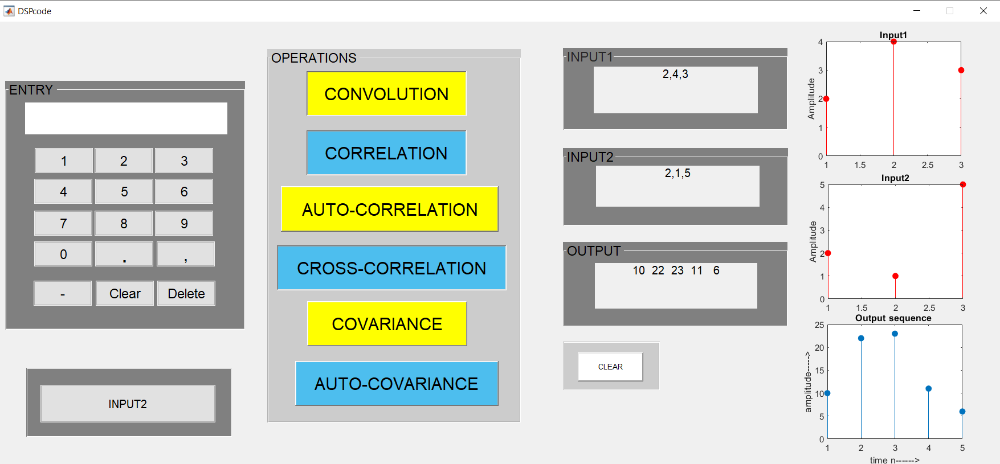 DSPcode
ENTRY
1 2 3
4 5 6
7 8 9
0 . ,
- Clear Delete
INPUT2
OPERATIONS
CONVOLUTION
CORRELATION
AUTO-CORRELATION
CROSS-CORRELATION
COVARIANCE
AUTO-COVARIANCE
INPUT1
2,4,3
INPUT2
2,1,5
OUTPUT
10 22 23 11 6
CLEAR
Input1
Amplitude
4
3
2
1
0
1 1.5 2 2.5 3
Input2
Amplitude
5
4
3
2
1
0
1 1.5 2 2.5 3
Output sequence
amplitude----->
25
20
15
10
5
0
1 2 3 4 5
time n------>